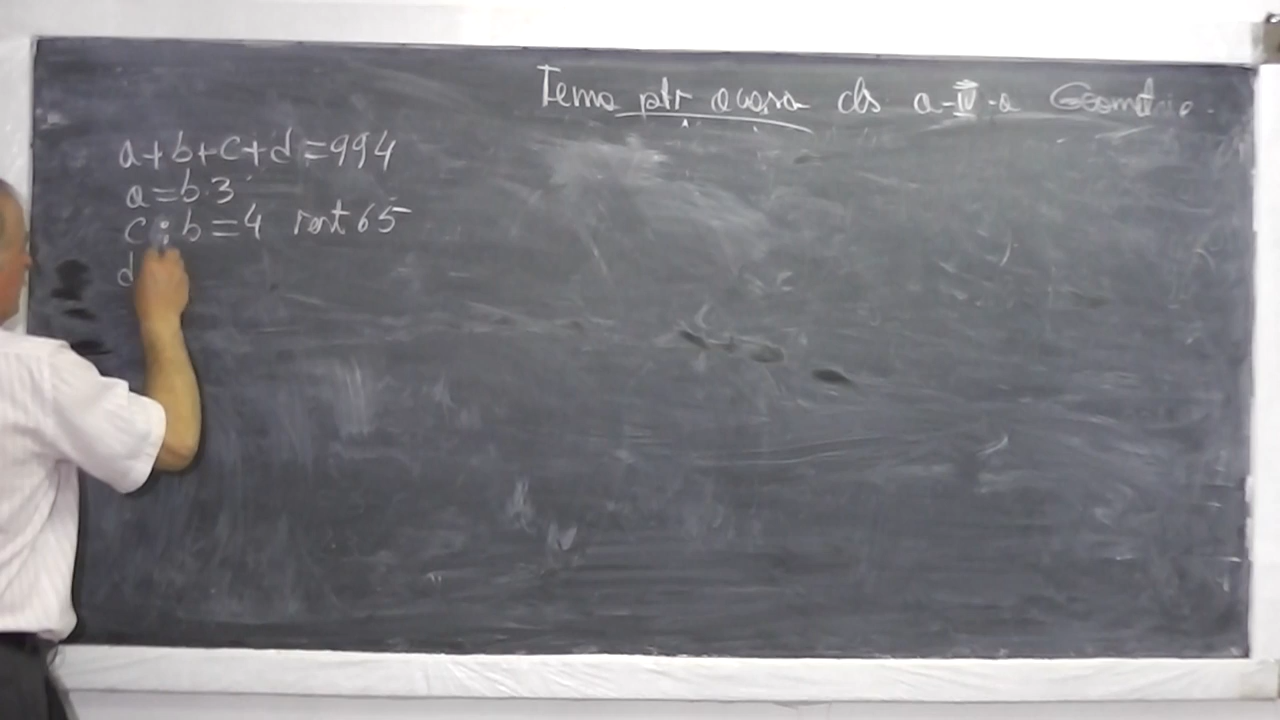 Tema ptr acasa cls a-IV-a Geometrie.
a+b+c+d=994
a=b·3
c:b=4 rest 65
d